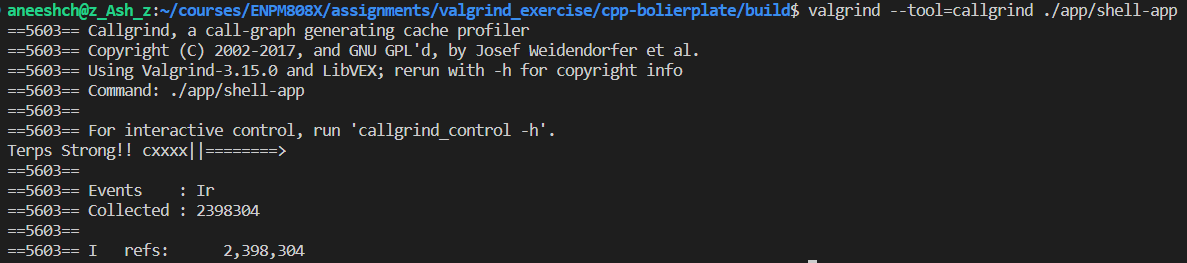 aneeshch@z_Ash_z:~/courses/ENPM808X/assignments/valgrind_exercise/cpp-bolierplate/build$ valgrind --tool=callgrind ./app/shell-app
==5603== Callgrind, a call-graph generating cache profiler
==5603== Copyright (C) 2002-2017, and GNU GPL'd, by Josef Weidendorfer et al.
==5603== Using Valgrind-3.15.0 and LibVEX; rerun with -h for copyright info
==5603== Command: ./app/shell-app
==5603==
==5603== For interactive control, run 'callgrind_control -h'.
Terps Strong!! cxxxx||========>
==5603==
==5603== Events    : Ir
==5603== Collected : 2398304
==5603==
==5603== I   refs:      2,398,304